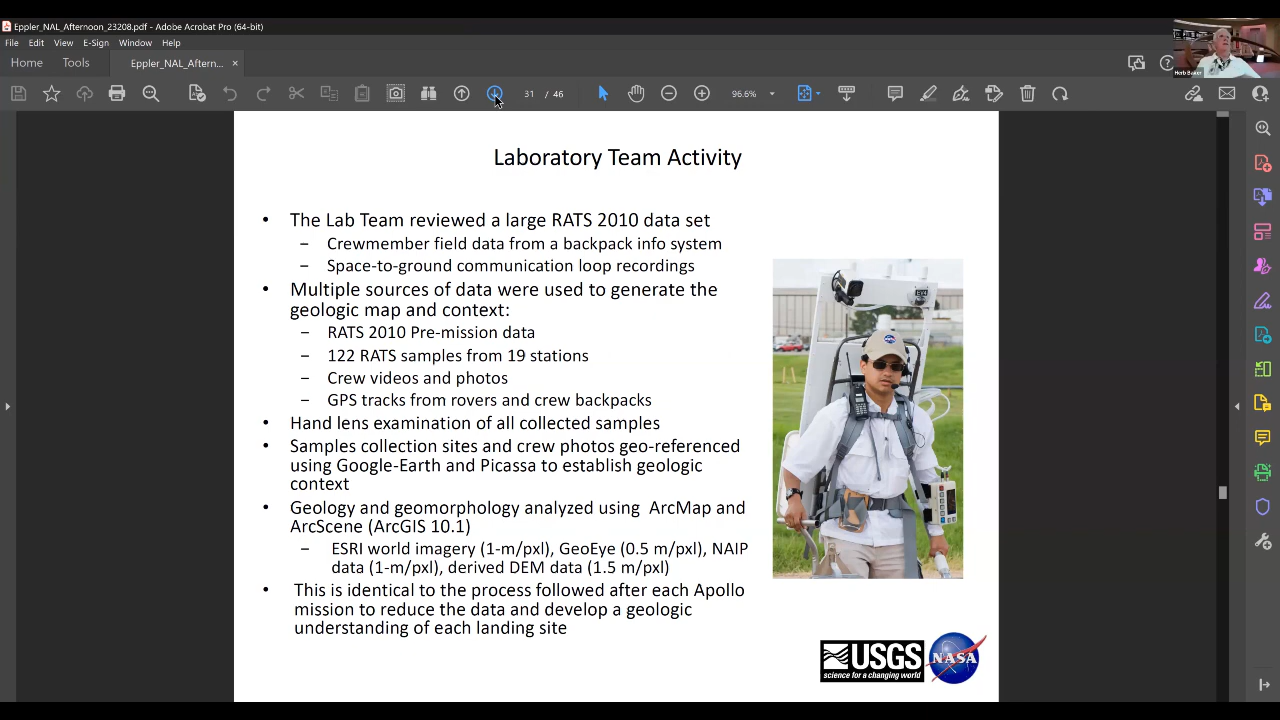 Eppler_NAL_Afternoon_23208.pdf - Adobe Acrobat Pro (64-bit)
File Edit View E-Sign Window Help
Home Tools Eppler_NAL_Aftern... ×
31 / 46 96.6%
Laboratory Team Activity
• The Lab Team reviewed a large RATS 2010 data set
– Crewmember field data from a backpack info system
– Space-to-ground communication loop recordings
• Multiple sources of data were used to generate the
geologic map and context:
– RATS 2010 Pre-mission data
– 122 RATS samples from 19 stations
– Crew videos and photos
– GPS tracks from rovers and crew backpacks
• Hand lens examination of all collected samples
• Samples collection sites and crew photos geo-referenced
using Google-Earth and Picassa to establish geologic
context
• Geology and geomorphology analyzed using ArcMap and
ArcScene (ArcGIS 10.1)
– ESRI world imagery (1-m/pxl), GeoEye (0.5 m/pxl), NAIP
data (1-m/pxl), derived DEM data (1.5 m/pxl)
• This is identical to the process followed after each Apollo
mission to reduce the data and develop a geologic
understanding of each landing site
USGS
science for a changing world
NASA